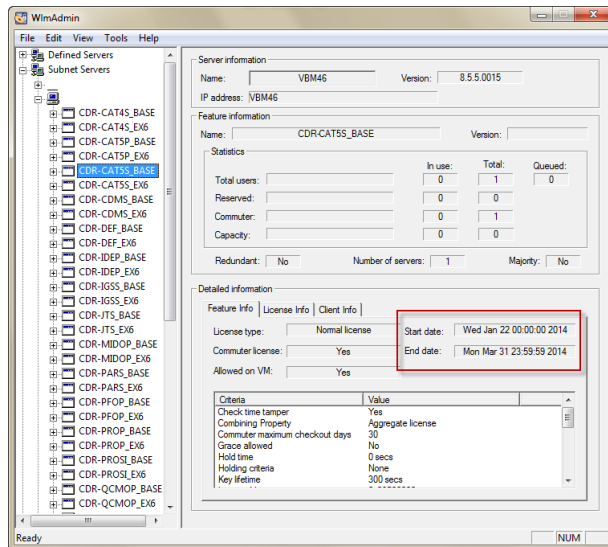 WlmAdmin
File Edit View Tools Help
Defined Servers
Subnet Servers
CDR-CAT4S_BASE
CDR-CAT4S_EX6
CDR-CAT5P_BASE
CDR-CAT5P_EX6
CDR-CAT5S_BASE
CDR-CAT5S_EX6
CDR-CDMS_BASE
CDR-CDMS_EX6
CDR-DEF_BASE
CDR-DEF_EX6
CDR-IDEP_BASE
CDR-IDEP_EX6
CDR-IGSS_BASE
CDR-IGSS_EX6
CDR-JTS_BASE
CDR-JTS_EX6
CDR-MIDOP_BASE
CDR-MIDOP_EX6
CDR-PARS_BASE
CDR-PARS_EX6
CDR-PFOP_BASE
CDR-PFOP_EX6
CDR-PROP_BASE
CDR-PROP_EX6
CDR-PROSI_BASE
CDR-PROSI_EX6
CDR-QCMOP_BASE
CDR-QCMOP_EX6
Server information
Name: VBM46 Version: 8.5.5.0015
IP address: VBM46
Feature information
Name: CDR-CAT5S_BASE Version:
Statistics
In use: Total: Queued:
Total users: 0 1 0
Reserved: 0 0
Commuter: 0 1
Capacity: 0 0
Redundant: No Number of servers: 1 Majority: No
Detailed information
Feature Info License Info Client Info
License type: Normal license Start date: Wed Jan 22 00:00:00 2014
Commuter license: Yes End date: Mon Mar 31 23:59:59 2014
Allowed on VM: Yes
Criteria Value
Check time tamper Yes
Combining Property Aggregate license
Commuter maximum checkout days 30
Grace allowed No
Hold time 0 secs
Holding criteria None
Key lifetime 300 secs
Ready NUM